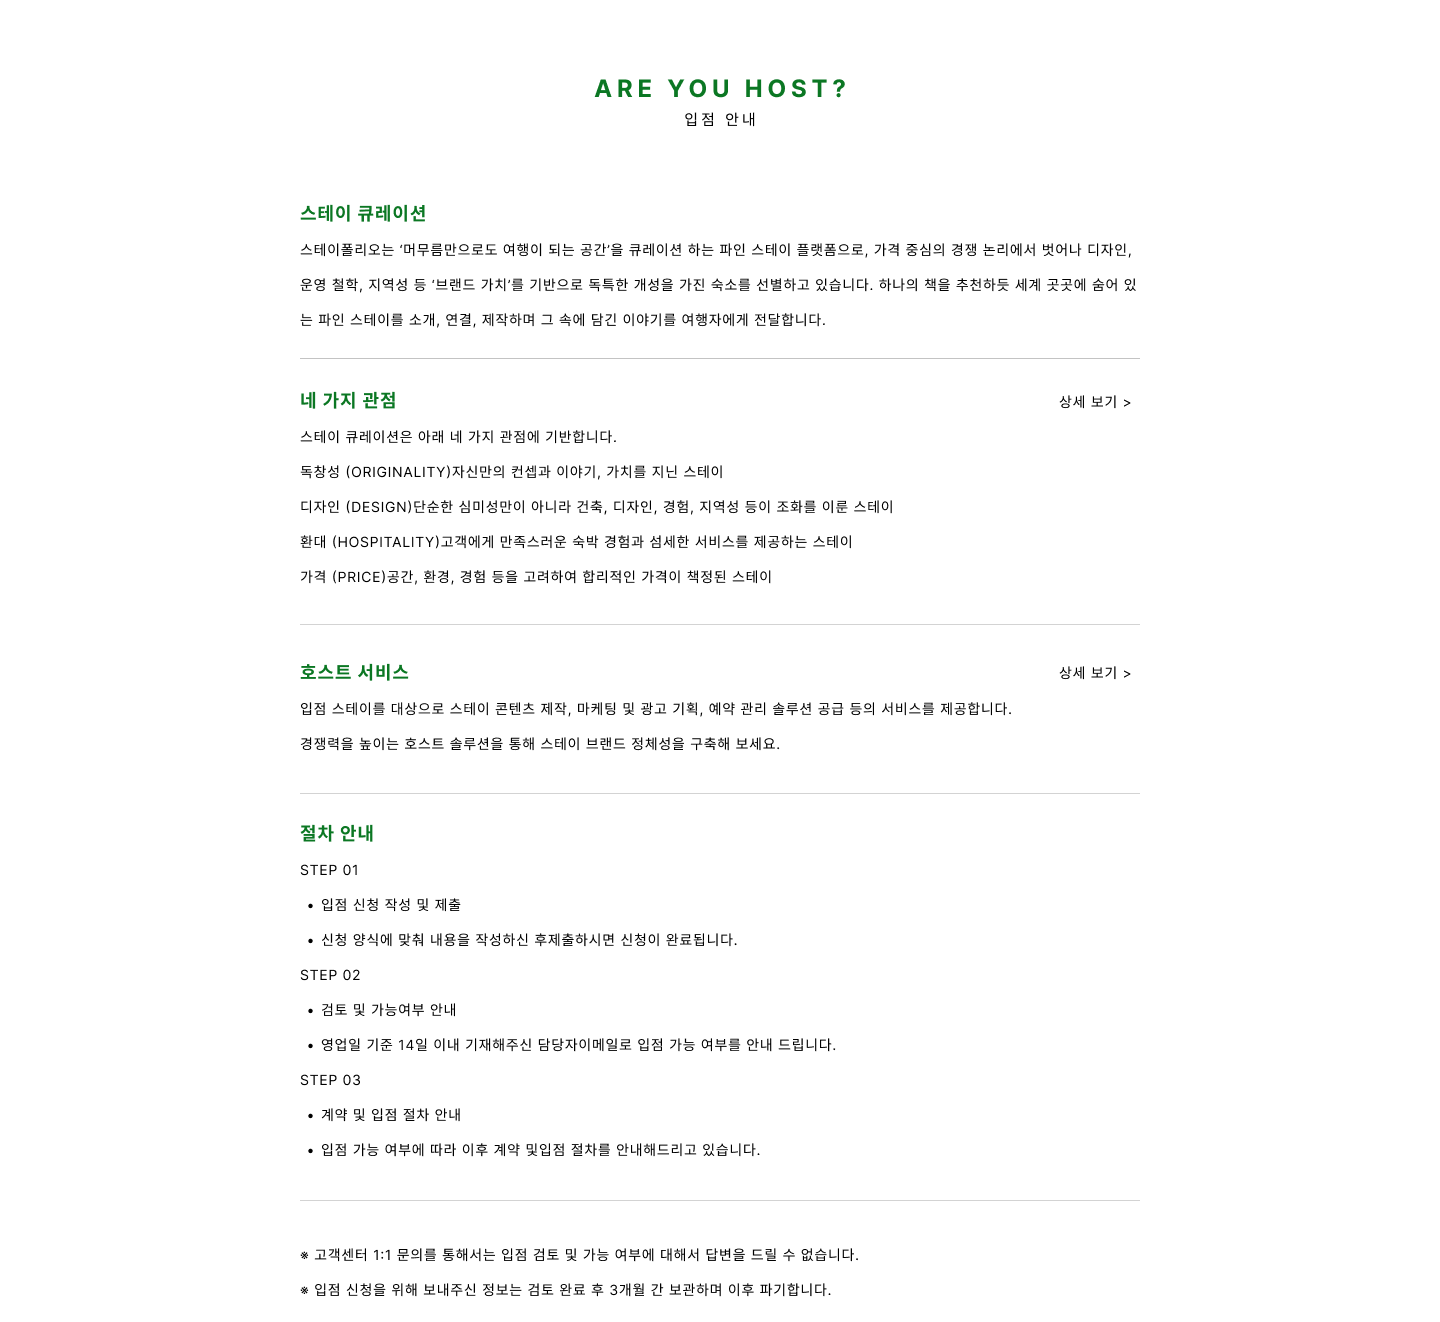 ARE YOU HOST?
입점 안내
스테이 큐레이션
스테이폴리오는 ‘머무름만으로도 여행이 되는 공간’을 큐레이션 하는 파인 스테이 플랫폼으로, 가격 중심의 경쟁 논리에서 벗어나 디자인,
운영 철학, 지역성 등 ‘브랜드 가치’를 기반으로 독특한 개성을 가진 숙소를 선별하고 있습니다. 하나의 책을 추천하듯 세계 곳곳에 숨어 있
는 파인 스테이를 소개, 연결, 제작하며 그 속에 담긴 이야기를 여행자에게 전달합니다.
네 가지 관점
상세 보기 >
스테이 큐레이션은 아래 네 가지 관점에 기반합니다.
독창성 (ORIGINALITY)자신만의 컨셉과 이야기, 가치를 지닌 스테이
디자인 (DESIGN)단순한 심미성만이 아니라 건축, 디자인, 경험, 지역성 등이 조화를 이룬 스테이
환대 (HOSPITALITY)고객에게 만족스러운 숙박 경험과 섬세한 서비스를 제공하는 스테이
가격 (PRICE)공간, 환경, 경험 등을 고려하여 합리적인 가격이 책정된 스테이
호스트 서비스
상세 보기 >
입점 스테이를 대상으로 스테이 콘텐츠 제작, 마케팅 및 광고 기획, 예약 관리 솔루션 공급 등의 서비스를 제공합니다.
경쟁력을 높이는 호스트 솔루션을 통해 스테이 브랜드 정체성을 구축해 보세요.
절차 안내
STEP 01
• 입점 신청 작성 및 제출
• 신청 양식에 맞춰 내용을 작성하신 후제출하시면 신청이 완료됩니다.
STEP 02
• 검토 및 가능여부 안내
• 영업일 기준 14일 이내 기재해주신 담당자이메일로 입점 가능 여부를 안내 드립니다.
STEP 03
• 계약 및 입점 절차 안내
• 입점 가능 여부에 따라 이후 계약 및입점 절차를 안내해드리고 있습니다.
※ 고객센터 1:1 문의를 통해서는 입점 검토 및 가능 여부에 대해서 답변을 드릴 수 없습니다.
※ 입점 신청을 위해 보내주신 정보는 검토 완료 후 3개월 간 보관하며 이후 파기합니다.